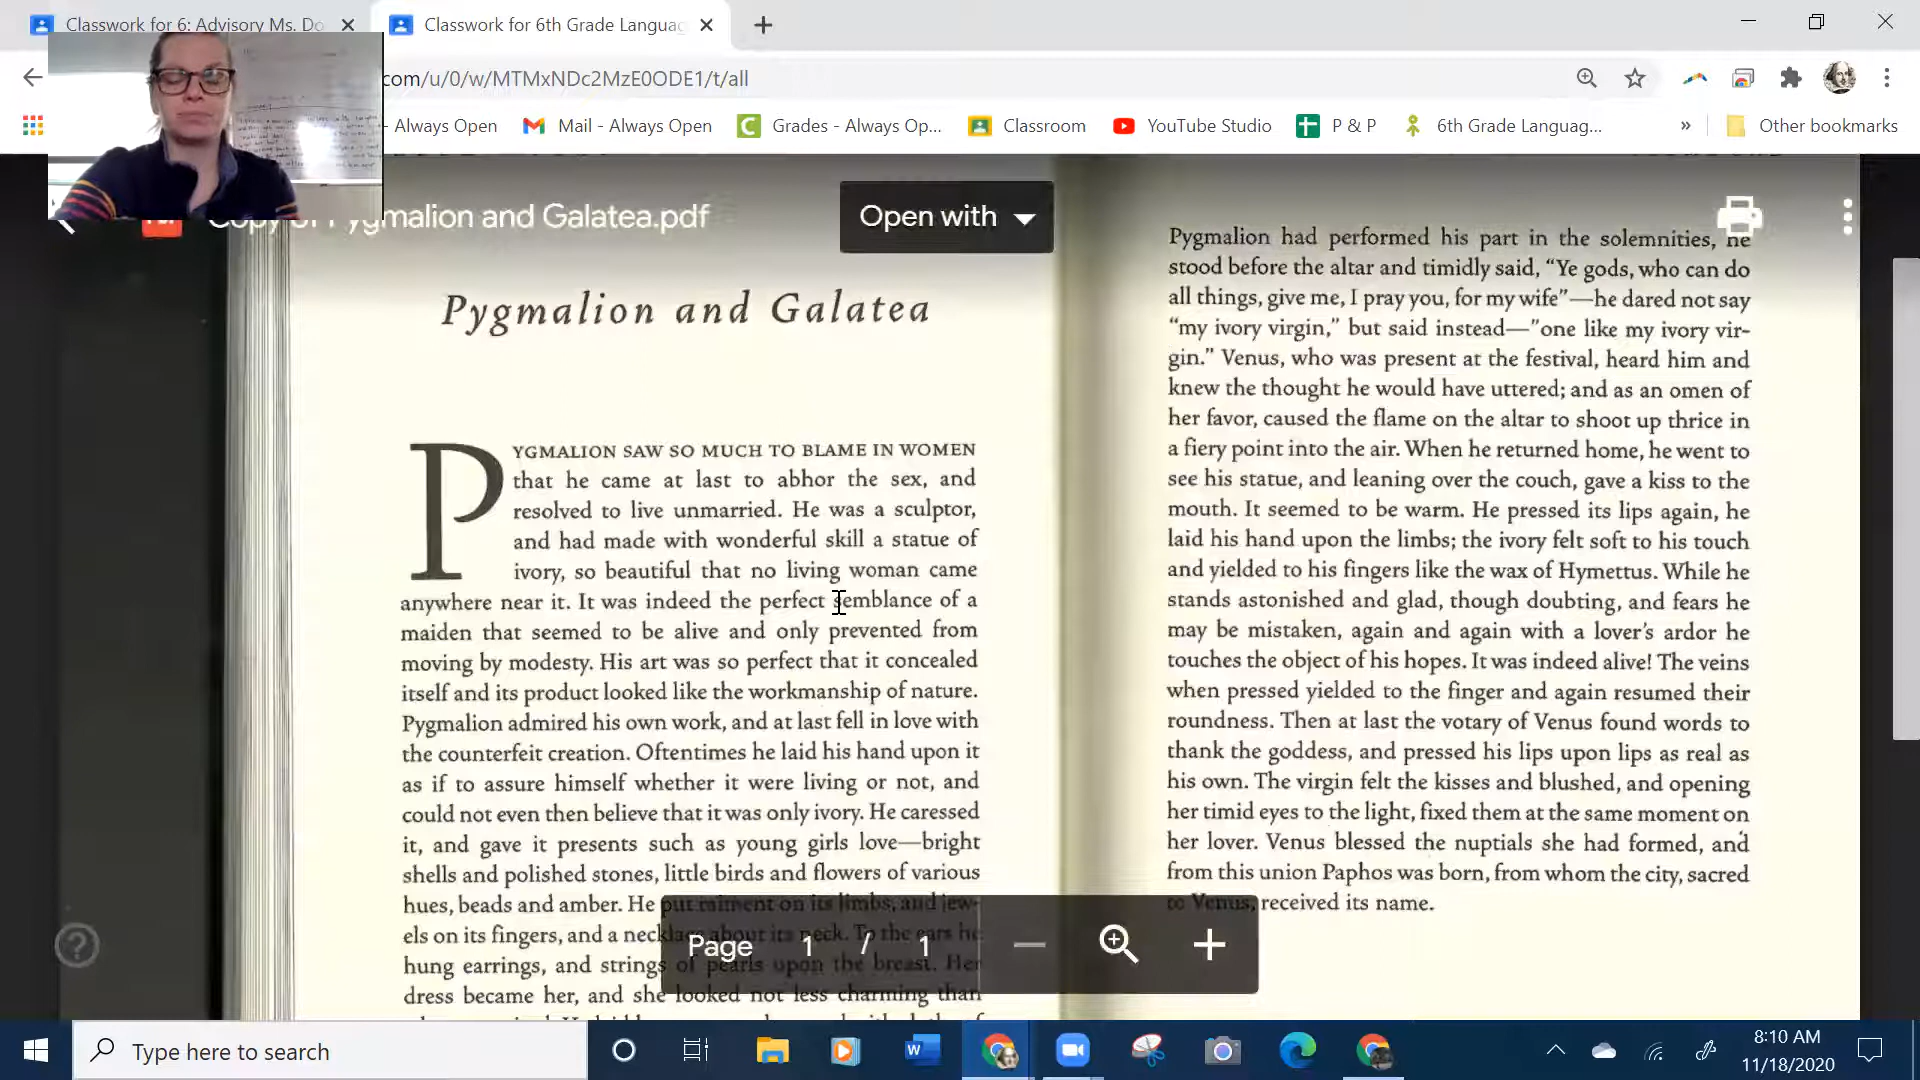 Classwork for 6: Advisory Ms. Do
Classwork for 6th Grade Languag
com/u/0/w/MTMxNDc2MzE0ODE1/t/all
- Always Open
Mail - Always Open
Grades - Always Op...
Classroom
YouTube Studio
P & P
6th Grade Languag...
»
Other bookmarks
Copy of Pygmalion and Galatea.pdf
Open with
Pygmalion and Galatea
PYGMALION SAW SO MUCH TO BLAME IN WOMEN
that he came at last to abhor the sex, and
resolved to live unmarried. He was a sculptor,
and had made with wonderful skill a statue of
ivory, so beautiful that no living woman came
anywhere near it. It was indeed the perfect semblance of a
maiden that seemed to be alive and only prevented from
moving by modesty. His art was so perfect that it concealed
itself and its product looked like the workmanship of nature.
Pygmalion admired his own work, and at last fell in love with
the counterfeit creation. Oftentimes he laid his hand upon it
as if to assure himself whether it were living or not, and
could not even then believe that it was only ivory. He caressed
it, and gave it presents such as young girls love—bright
shells and polished stones, little birds and flowers of various
hues, beads and amber. He put raiment on its limbs, and jew-
els on its fingers, and a necklace about its neck. To the ears he
hung earrings, and strings of pearls upon the breast. Her
dress became her, and she looked not less charming than
Pygmalion had performed his part in the solemnities, he
stood before the altar and timidly said, “Ye gods, who can do
all things, give me, I pray you, for my wife”—he dared not say
“my ivory virgin,” but said instead—”one like my ivory vir-
gin.” Venus, who was present at the festival, heard him and
knew the thought he would have uttered; and as an omen of
her favor, caused the flame on the altar to shoot up thrice in
a fiery point into the air. When he returned home, he went to
see his statue, and leaning over the couch, gave a kiss to the
mouth. It seemed to be warm. He pressed its lips again, he
laid his hand upon the limbs; the ivory felt soft to his touch
and yielded to his fingers like the wax of Hymettus. While he
stands astonished and glad, though doubting, and fears he
may be mistaken, again and again with a lover’s ardor he
touches the object of his hopes. It was indeed alive! The veins
when pressed yielded to the finger and again resumed their
roundness. Then at last the votary of Venus found words to
thank the goddess, and pressed his lips upon lips as real as
his own. The virgin felt the kisses and blushed, and opening
her timid eyes to the light, fixed them at the same moment on
her lover. Venus blessed the nuptials she had formed, and
from this union Paphos was born, from whom the city, sacred
to Venus, received its name.
Page 1 / 1
Type here to search
8:10 AM
11/18/2020